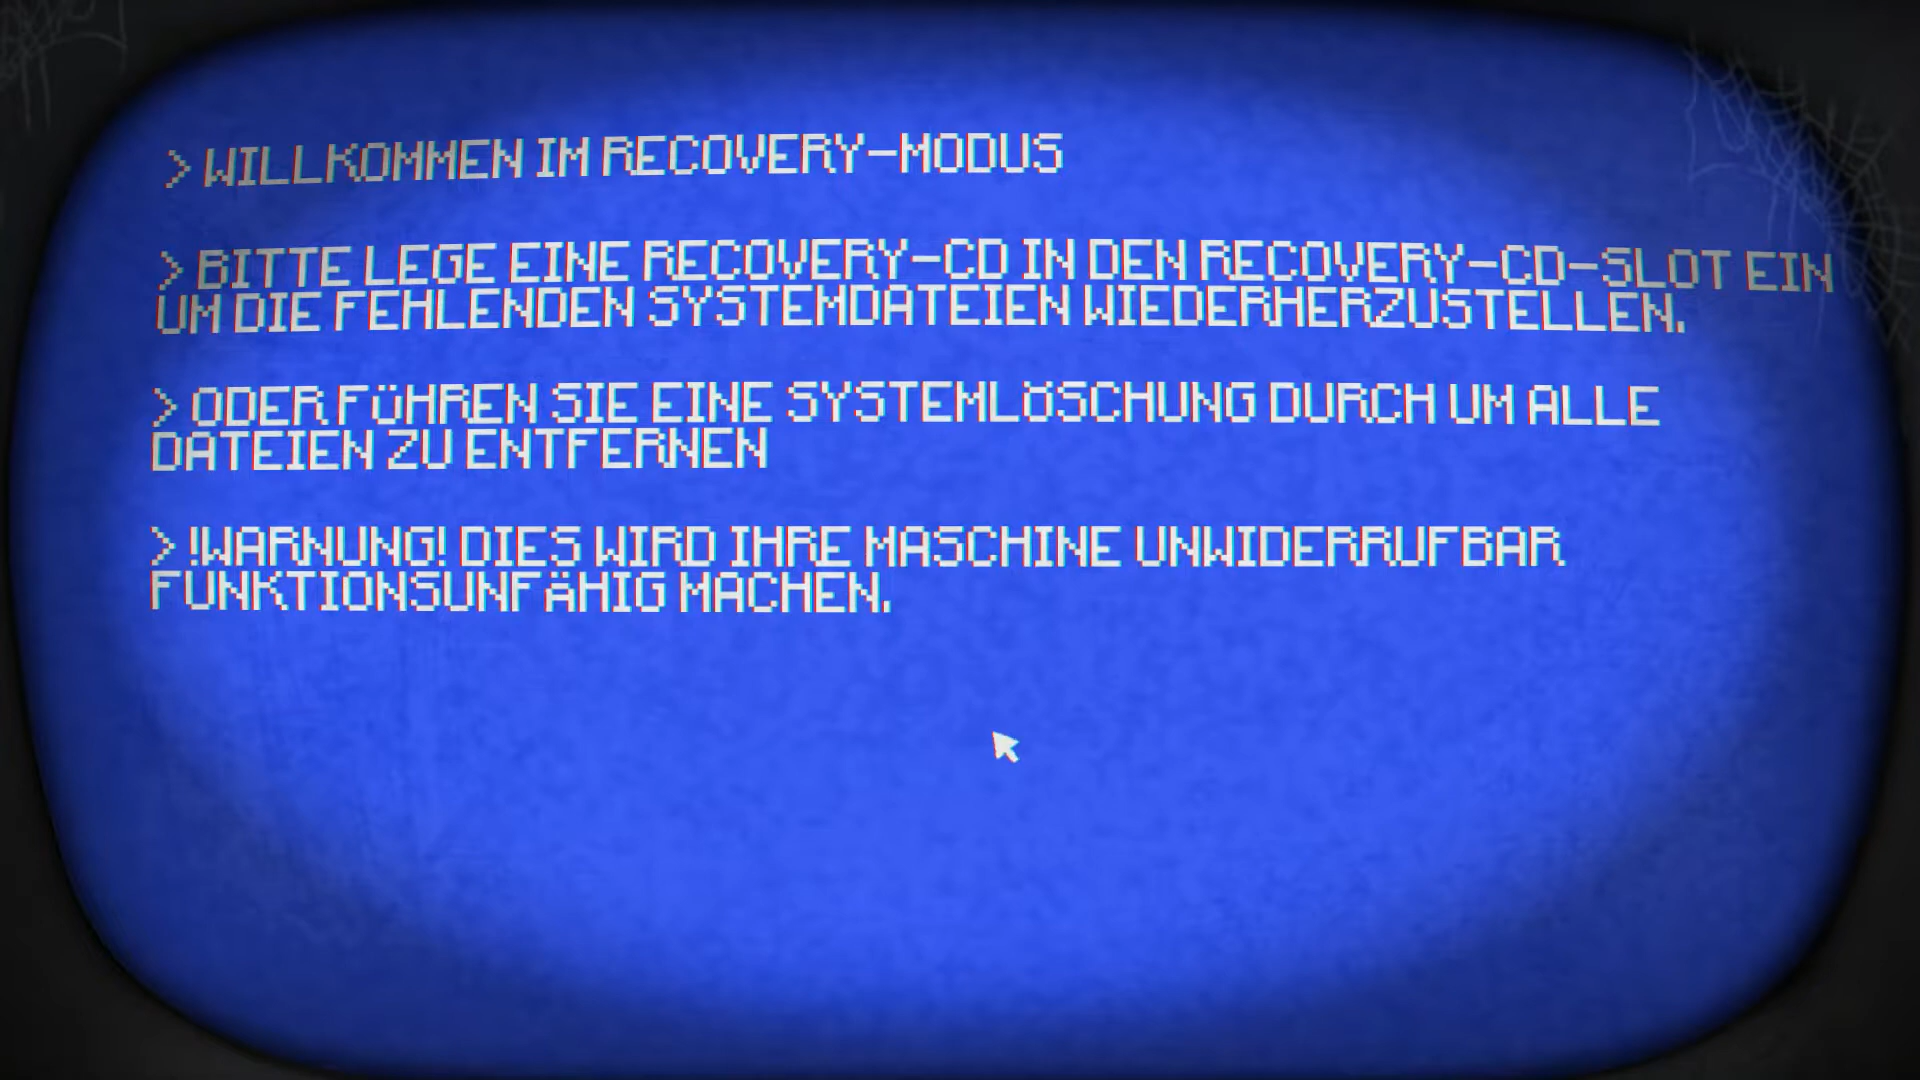 > WILLKOMMEN IM RECOVERY-MODUS
> BITTE LEGE EINE RECOVERY-CD IN DEN RECOVERY-CD-SLOT EIN
UM DIE FEHLENDEN SYSTEMDATEIEN WIEDERHERZUSTELLEN.
> ODER FÜHREN SIE EINE SYSTEMLÖSCHUNG DURCH UM ALLE
DATEIEN ZU ENTFERNEN
> !WARNUNG! DIES WIRD IHRE MASCHINE UNWIDERRUFBAR
FUNKTIONSUNFÄHIG MACHEN.